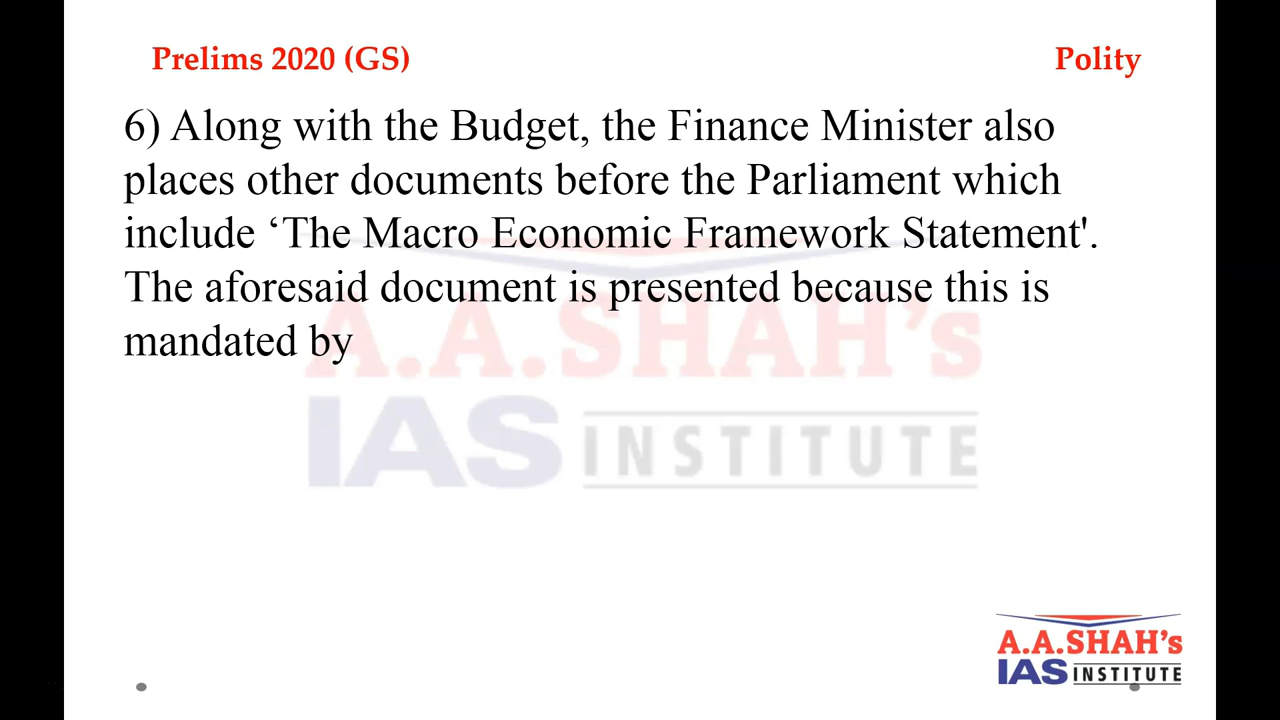 Prelims 2020 (GS) Polity
6) Along with the Budget, the Finance Minister also
places other documents before the Parliament which
include ‘The Macro Economic Framework Statement'.
The aforesaid document is presented because this is
mandated by
A.A.SHAH’s
IAS INSTITUTE
A.A.SHAH’s
IAS INSTITUTE